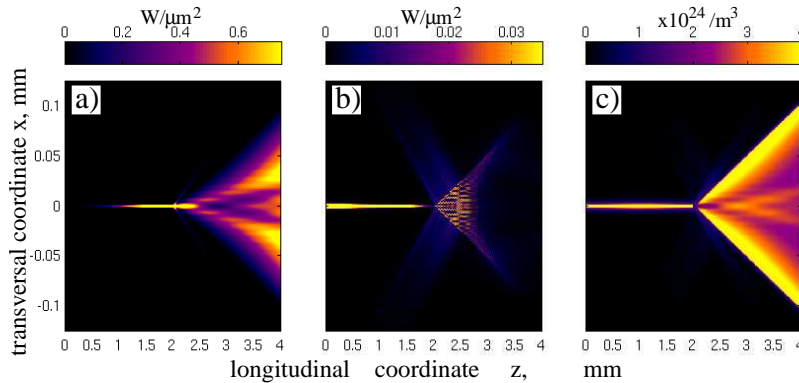 W/μm2 W/μm2 x10^24 /m3
0 0.2 0.4 0.6 0 0.01 0.02 0.03 0 1 2 3
a) b) c)
transversal coordinate x, mm
0.1
0.05
0
-0.05
-0.1
0 0.5 1 1.5 2 2.5 3 3.5 4 0 0.5 1 1.5 2 2.5 3 3.5 4 0 0.5 1 1.5 2 2.5 3 3.5 4
longitudinal coordinate z, mm